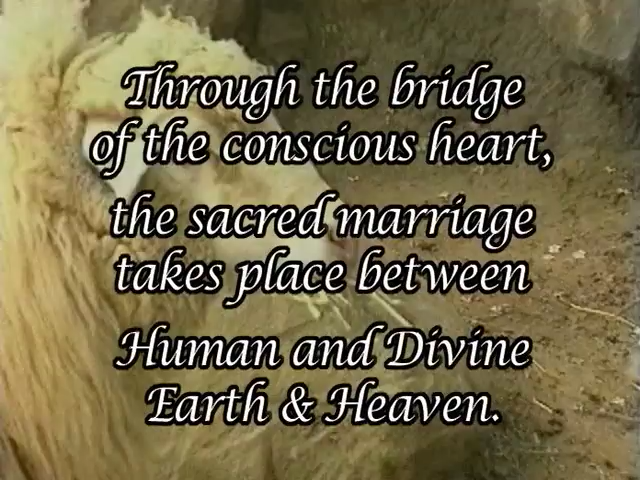 Through the bridge
of the conscious heart,
the sacred marriage
takes place between
Human and Divine
Earth & Heaven.